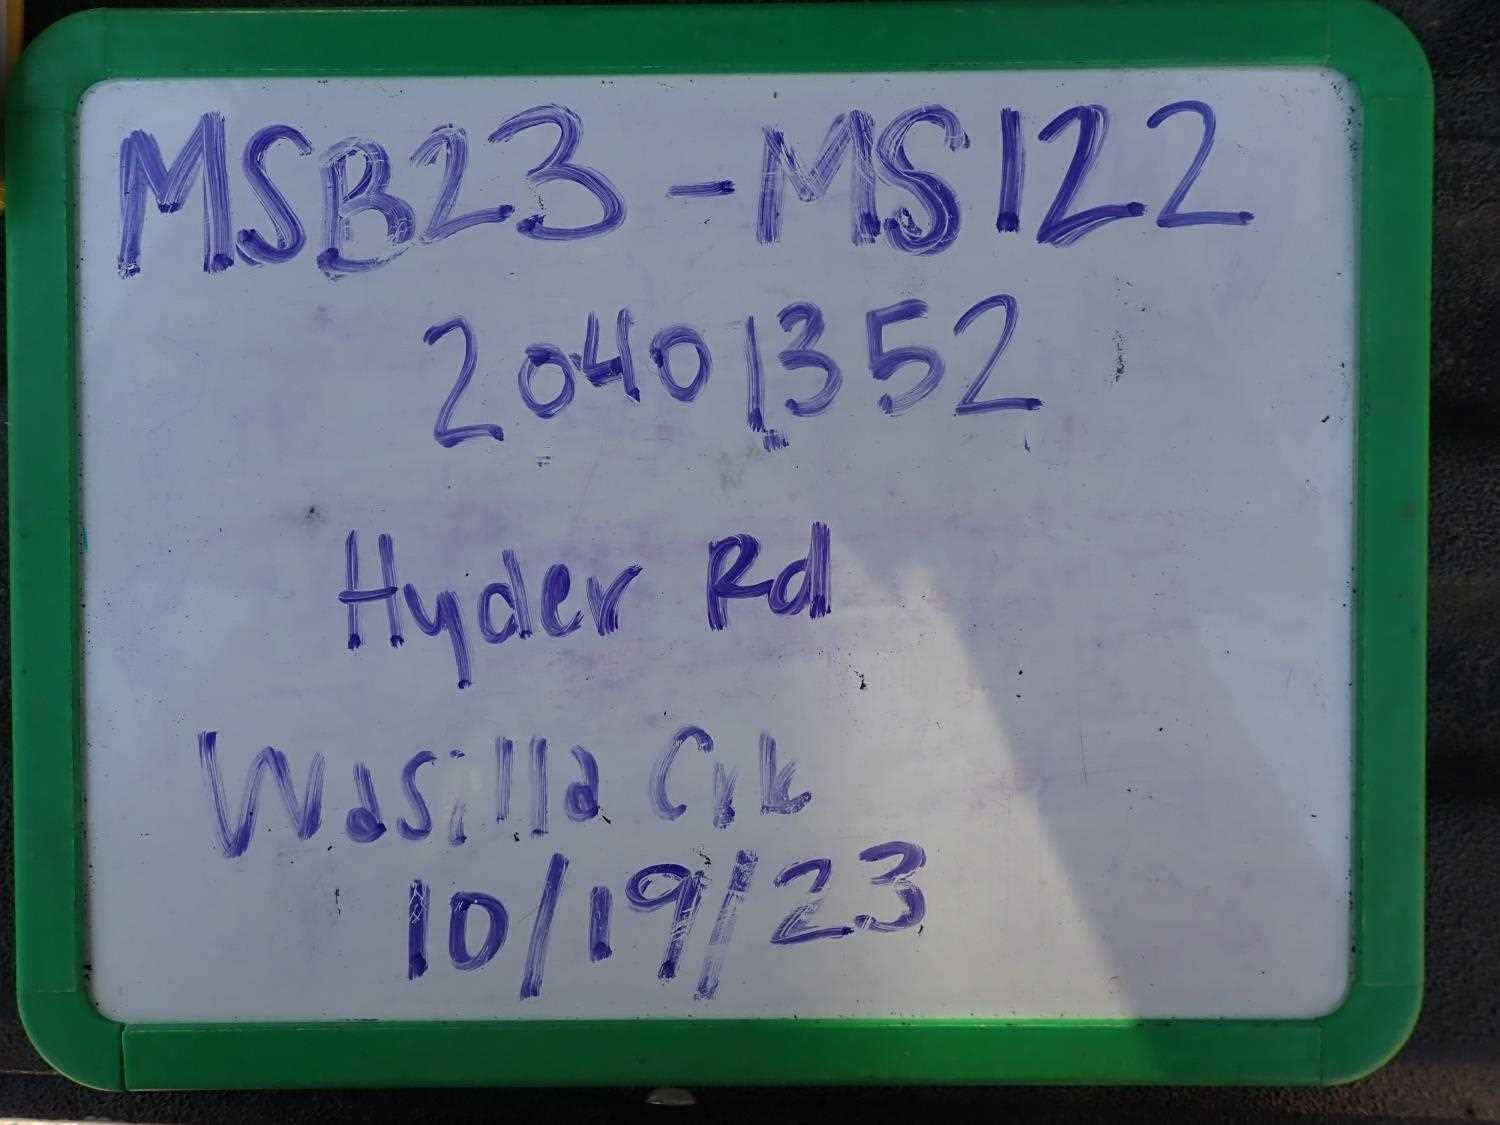 MSB23-MS122
20401352
Hyder Rd
Wasilla Crk
10/19/23